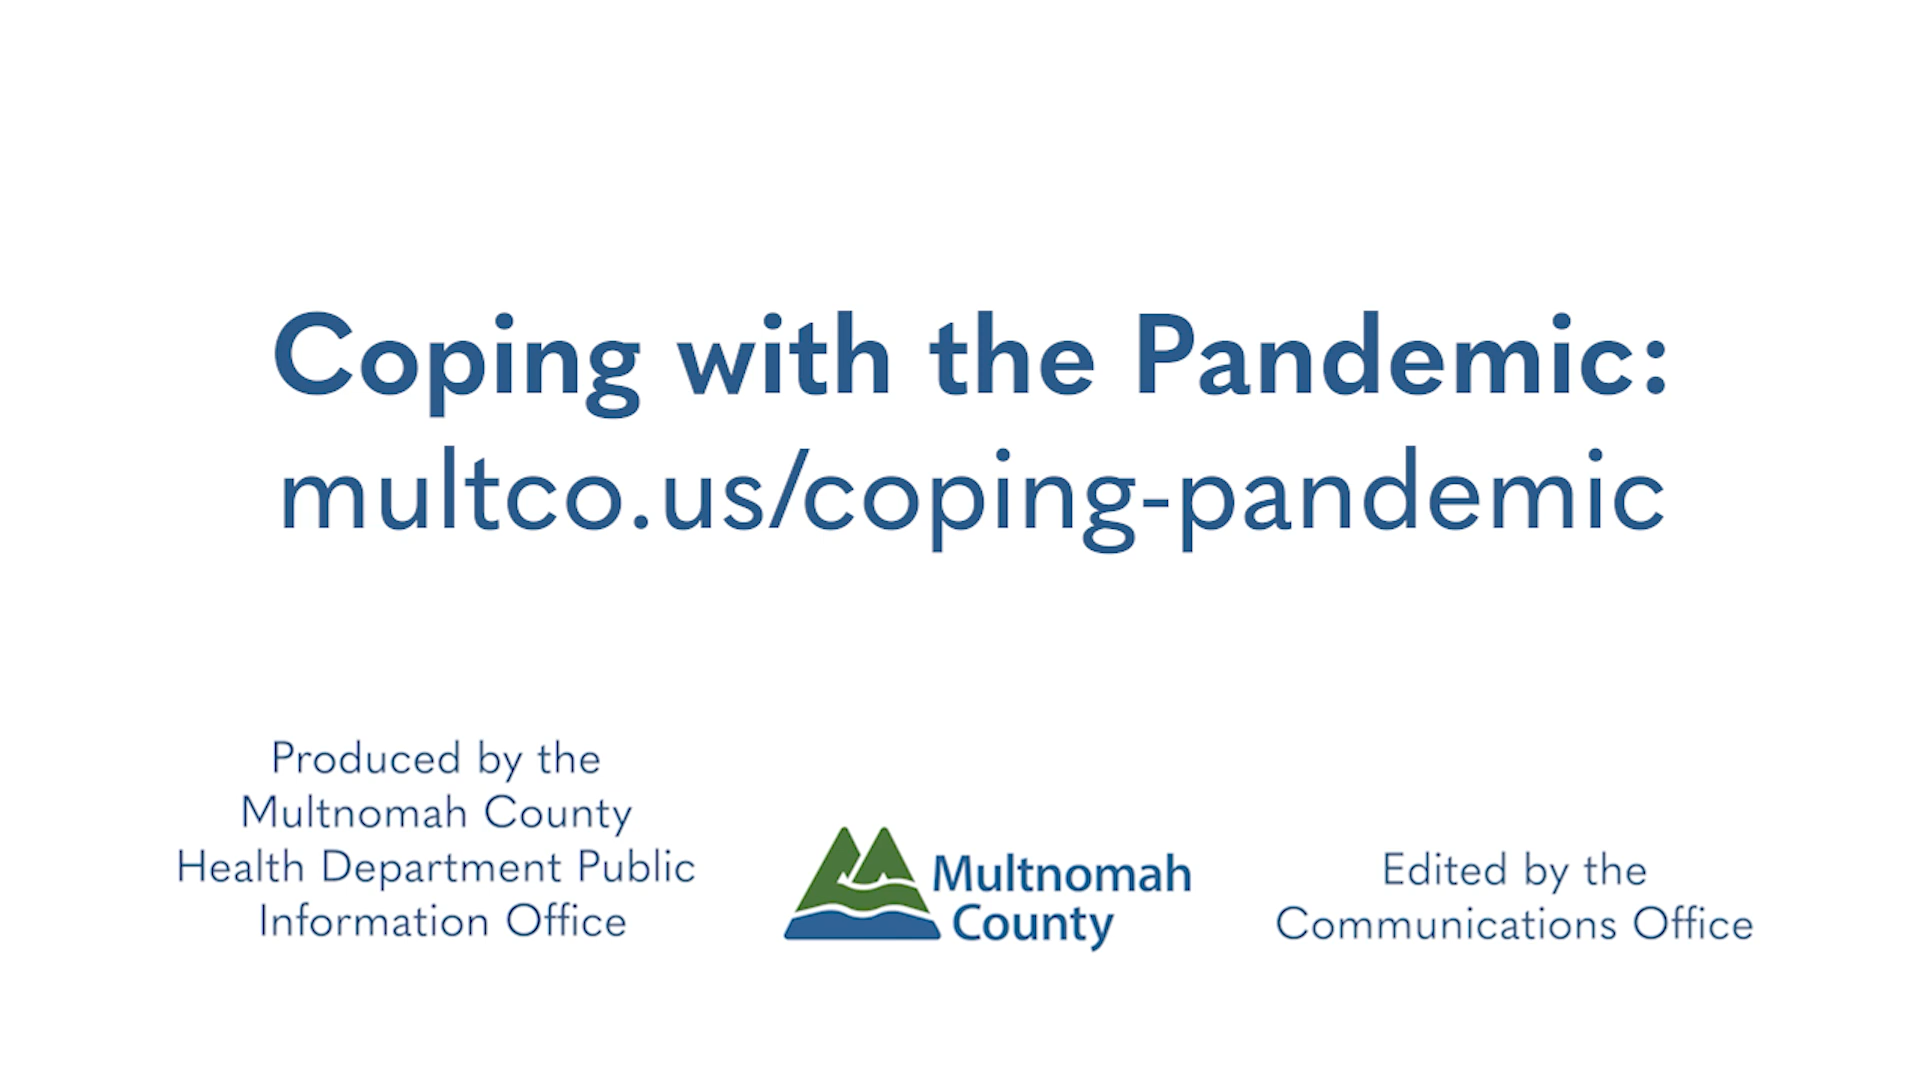 Coping with the Pandemic:
multco.us/coping-pandemic
Produced by the
Multnomah County
Health Department Public
Information Office
Multnomah
County
Edited by the
Communications Office